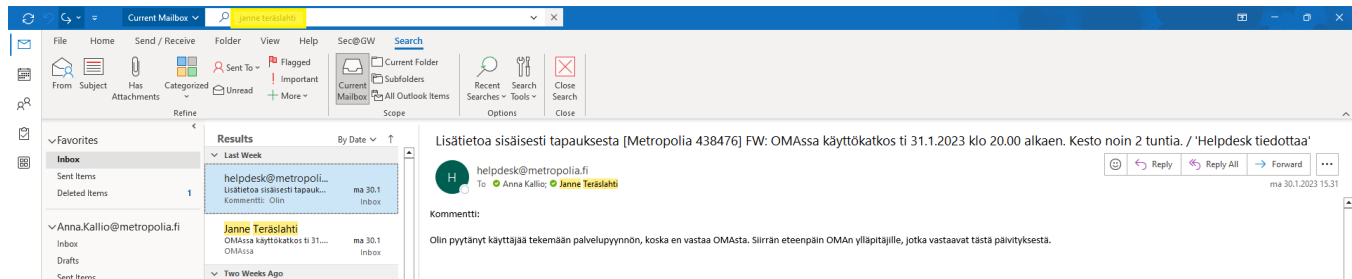 Current Mailbox
janne teräslahti
File Home Send / Receive Folder View Help Sec@GW Search
From Subject Has Attachments Categorized Sent To Unread Flagged Important More
Refine
Current Mailbox Current Folder Subfolders All Outlook Items
Scope
Recent Searches Search Tools
Options
Close Search
Close
Favorites
Inbox
Sent Items
Deleted Items 1
Anna.Kallio@metropolia.fi
Inbox
Drafts
Sent Items
Results By Date
Last Week
helpdesk@metropoli...
Lisätietoa sisäisesti tapauk... ma 30.1
Kommentti: Olin Inbox
Janne Teräslahti
OMAssa käyttökatkos ti 31.... ma 30.1
OMAssa Inbox
Two Weeks Ago
Lisätietoa sisäisesti tapauksesta [Metropolia 438476] FW: OMAssa käyttökatkos ti 31.1.2023 klo 20.00 alkaen. Kesto noin 2 tuntia. / 'Helpdesk tiedottaa'
H
helpdesk@metropolia.fi
To Anna Kallio; Janne Teräslahti
Reply Reply All Forward
ma 30.1.2023 15.31
Kommentti:
Olin pyytänyt käyttäjää tekemään palvelupyynnön, koska en vastaa OMAsta. Siirrän eteenpäin OMAn ylläpitäjille, jotka vastaavat tästä päivityksestä.